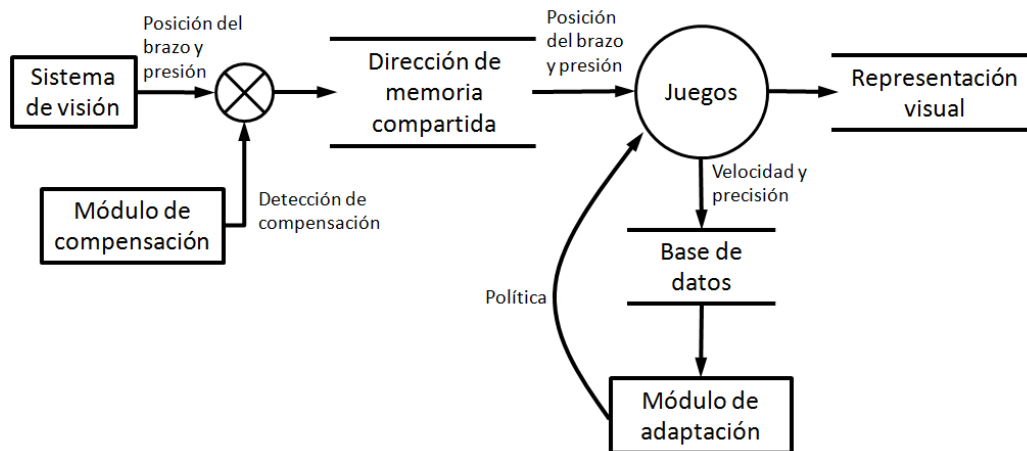 Posición del
brazo y
presión
Sistema
de visión
Dirección de
memoria
compartida
Posición
del brazo
y presión
Juegos
Representación
visual
Módulo de
compensación
Detección de
compensación
Velocidad y
precisión
Base de
datos
Política
Módulo de
adaptación